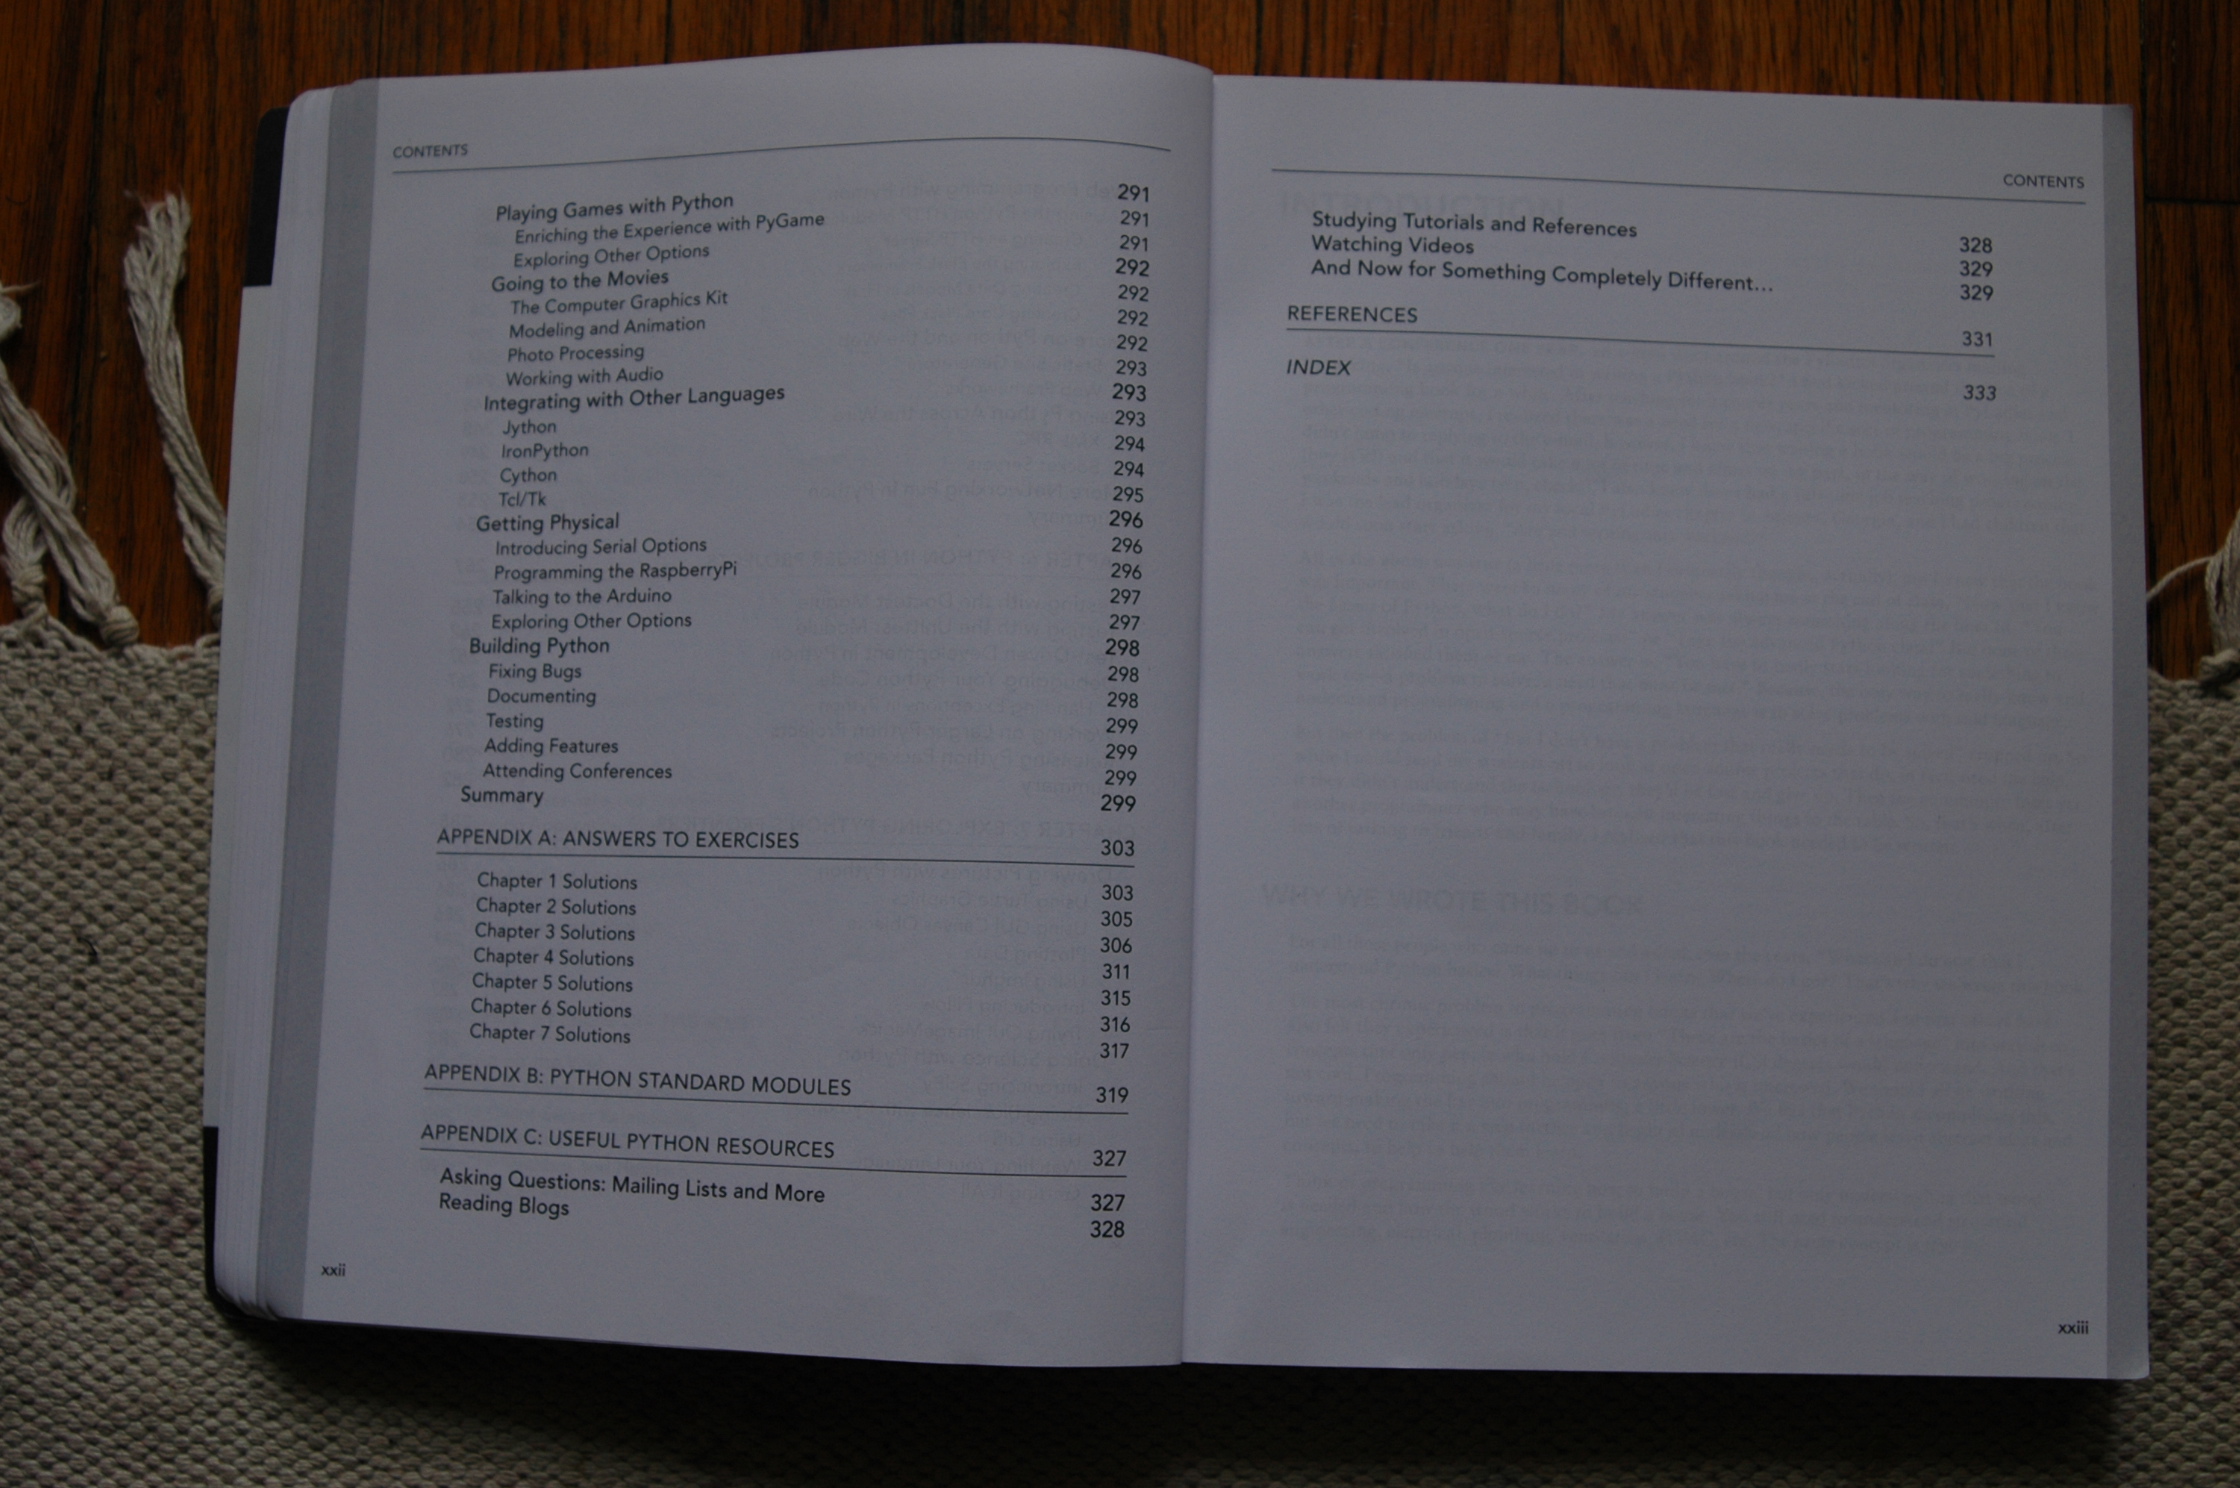 CONTENTS
Playing Games with Python 291
Enriching the Experience with PyGame 291
Exploring Other Options 291
Going to the Movies 292
The Computer Graphics Kit 292
Modeling and Animation 292
Photo Processing 292
Working with Audio 293
Integrating with Other Languages 293
Jython 293
IronPython 294
Cython 294
Tcl/Tk 295
Getting Physical 296
Introducing Serial Options 296
Programming the RaspberryPi 296
Talking to the Arduino 297
Exploring Other Options 297
Building Python 298
Fixing Bugs 298
Documenting 298
Testing 299
Adding Features 299
Attending Conferences 299
Summary 299
APPENDIX A: ANSWERS TO EXERCISES 303
Chapter 1 Solutions 303
Chapter 2 Solutions 305
Chapter 3 Solutions 306
Chapter 4 Solutions 311
Chapter 5 Solutions 315
Chapter 6 Solutions 316
Chapter 7 Solutions 317
APPENDIX B: PYTHON STANDARD MODULES 319
APPENDIX C: USEFUL PYTHON RESOURCES 327
Asking Questions: Mailing Lists and More 327
Reading Blogs 328
xxii
CONTENTS
Studying Tutorials and References 328
Watching Videos 329
And Now for Something Completely Different... 329
REFERENCES 331
INDEX 333
xxiii